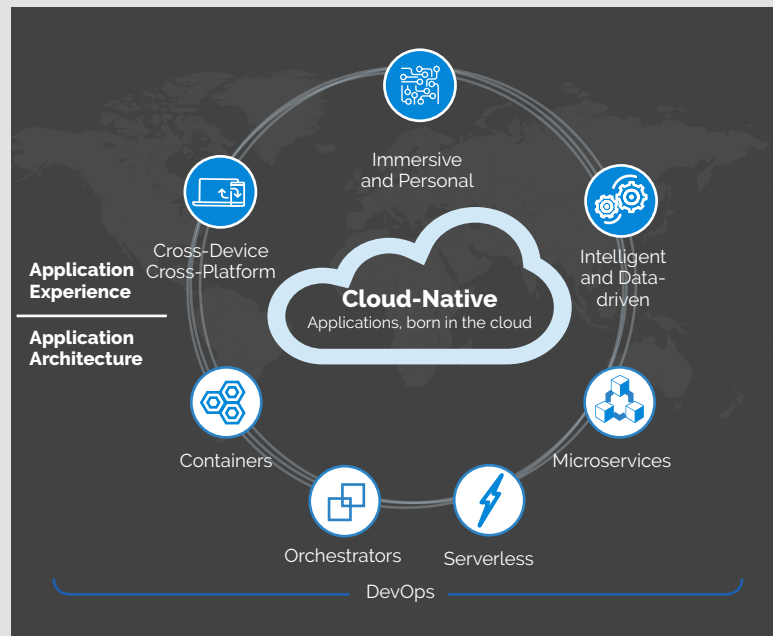 Immersive
and Personal
Cross-Device
Cross-Platform
Intelligent
and Data-
driven
Application
Experience
Cloud-Native
Applications, born in the cloud
Application
Architecture
Containers
Microservices
Orchestrators
Serverless
DevOps